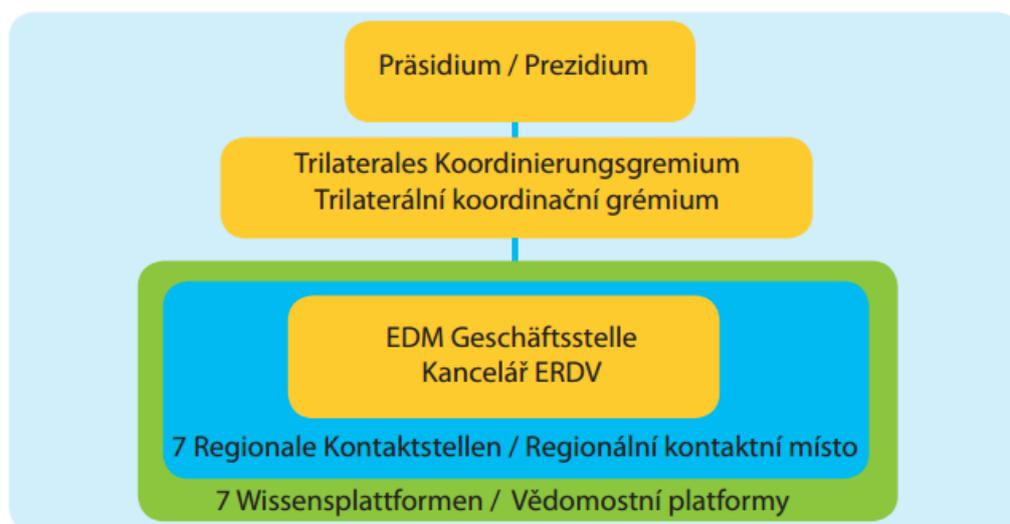 Präsidium / Prezidium
Trilaterales Koordinierungsgremium
Trilaterální koordinační grémium
EDM Geschäftsstelle
Kancelář ERDV
7 Regionale Kontaktstellen / Regionální kontaktní místo
7 Wissensplattformen / Vědomostní platformy